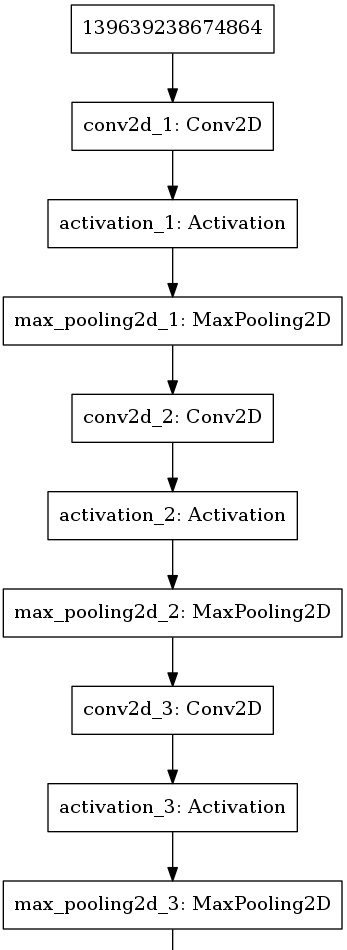 139639238674864
conv2d_1: Conv2D
activation_1: Activation
max_pooling2d_1: MaxPooling2D
conv2d_2: Conv2D
activation_2: Activation
max_pooling2d_2: MaxPooling2D
conv2d_3: Conv2D
activation_3: Activation
max_pooling2d_3: MaxPooling2D